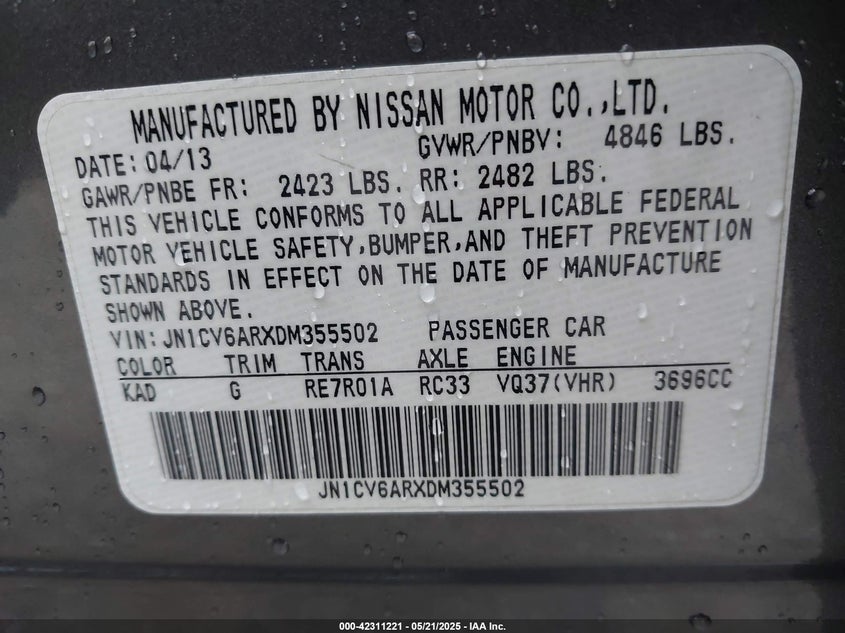 MANUFACTURED BY NISSAN MOTOR CO.,LTD.
DATE: 04/13 GVWR/PNBV: 4846 LBS.
GAWR/PNBE FR: 2423 LBS. RR: 2482 LBS.
THIS VEHICLE CONFORMS TO ALL APPLICABLE FEDERAL
MOTOR VEHICLE SAFETY,BUMPER,AND THEFT PREVENTION
STANDARDS IN EFFECT ON THE DATE OF MANUFACTURE
SHOWN ABOVE.
VIN:JN1CV6ARXDM355502 PASSENGER CAR
COLOR TRIM TRANS AXLE ENGINE
KAD G RE7R01A RC33 VQ37(VHR) 3696CC
JN1CV6ARXDM355502
000-42311221 - 05/21/2025 - IAA Inc.